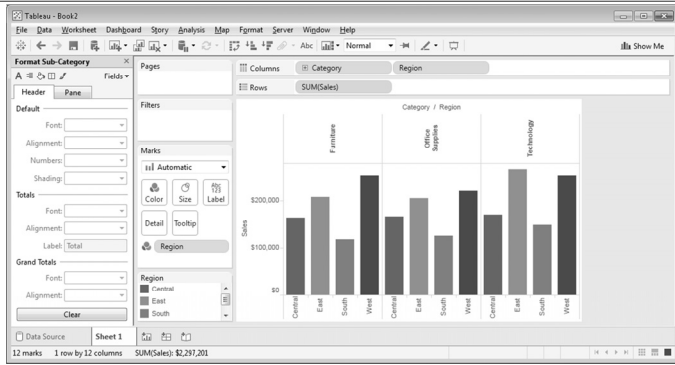 Tableau - Book2
File Data Worksheet Dashboard Story Analysis Map Format Server Window Help
Abc Normal Show Me
Format Sub-Category
Fields
Header Pane
Default
Font:
Alignment:
Numbers:
Shading:
Totals
Font:
Alignment:
Label: Total
Grand Totals
Font:
Alignment:
Clear
Pages
Filters
Marks
Automatic
Color Size Abc 123 Label
Detail Tooltip
Region
Region
Central
East
South
Columns Category Region
Rows SUM(Sales)
Category / Region
Furniture
Office
Supplies
Technology
Sales
$200,000
$100,000
$0
Central East South West Central East South West Central East South West
Data Source Sheet 1
12 marks 1 row by 12 columns SUM(Sales): $2,297,201